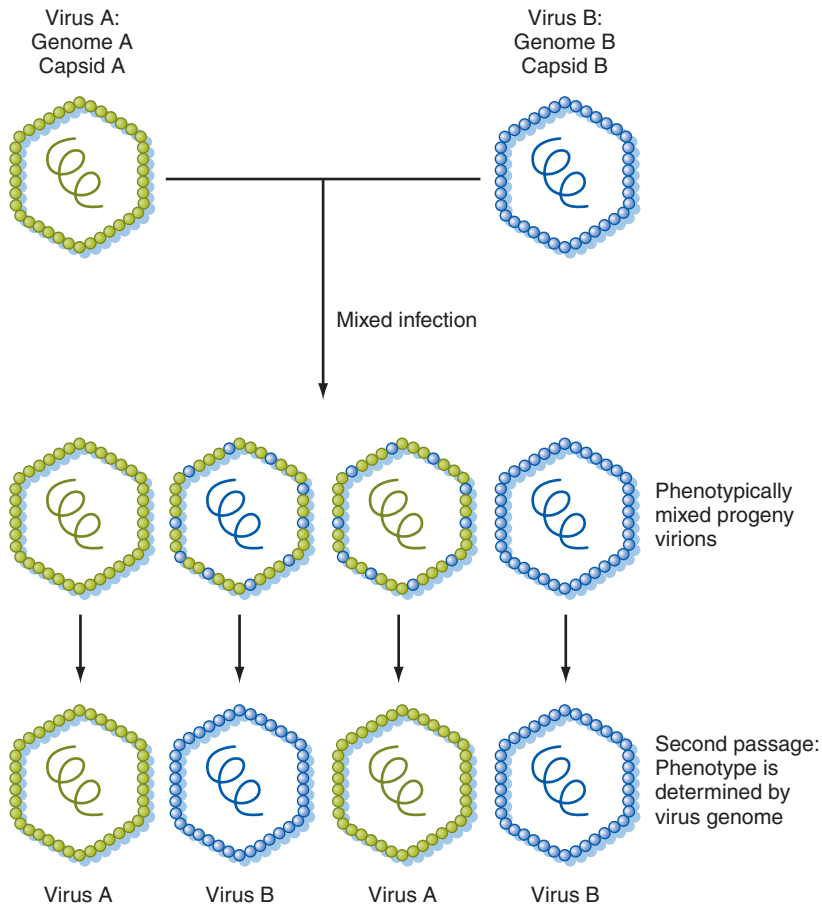 Virus A:
Genome A
Capsid A
Virus B:
Genome B
Capsid B
Mixed infection
Phenotypically
mixed progeny
virions
Second passage:
Phenotype is
determined by
virus genome
Virus A
Virus B
Virus A
Virus B